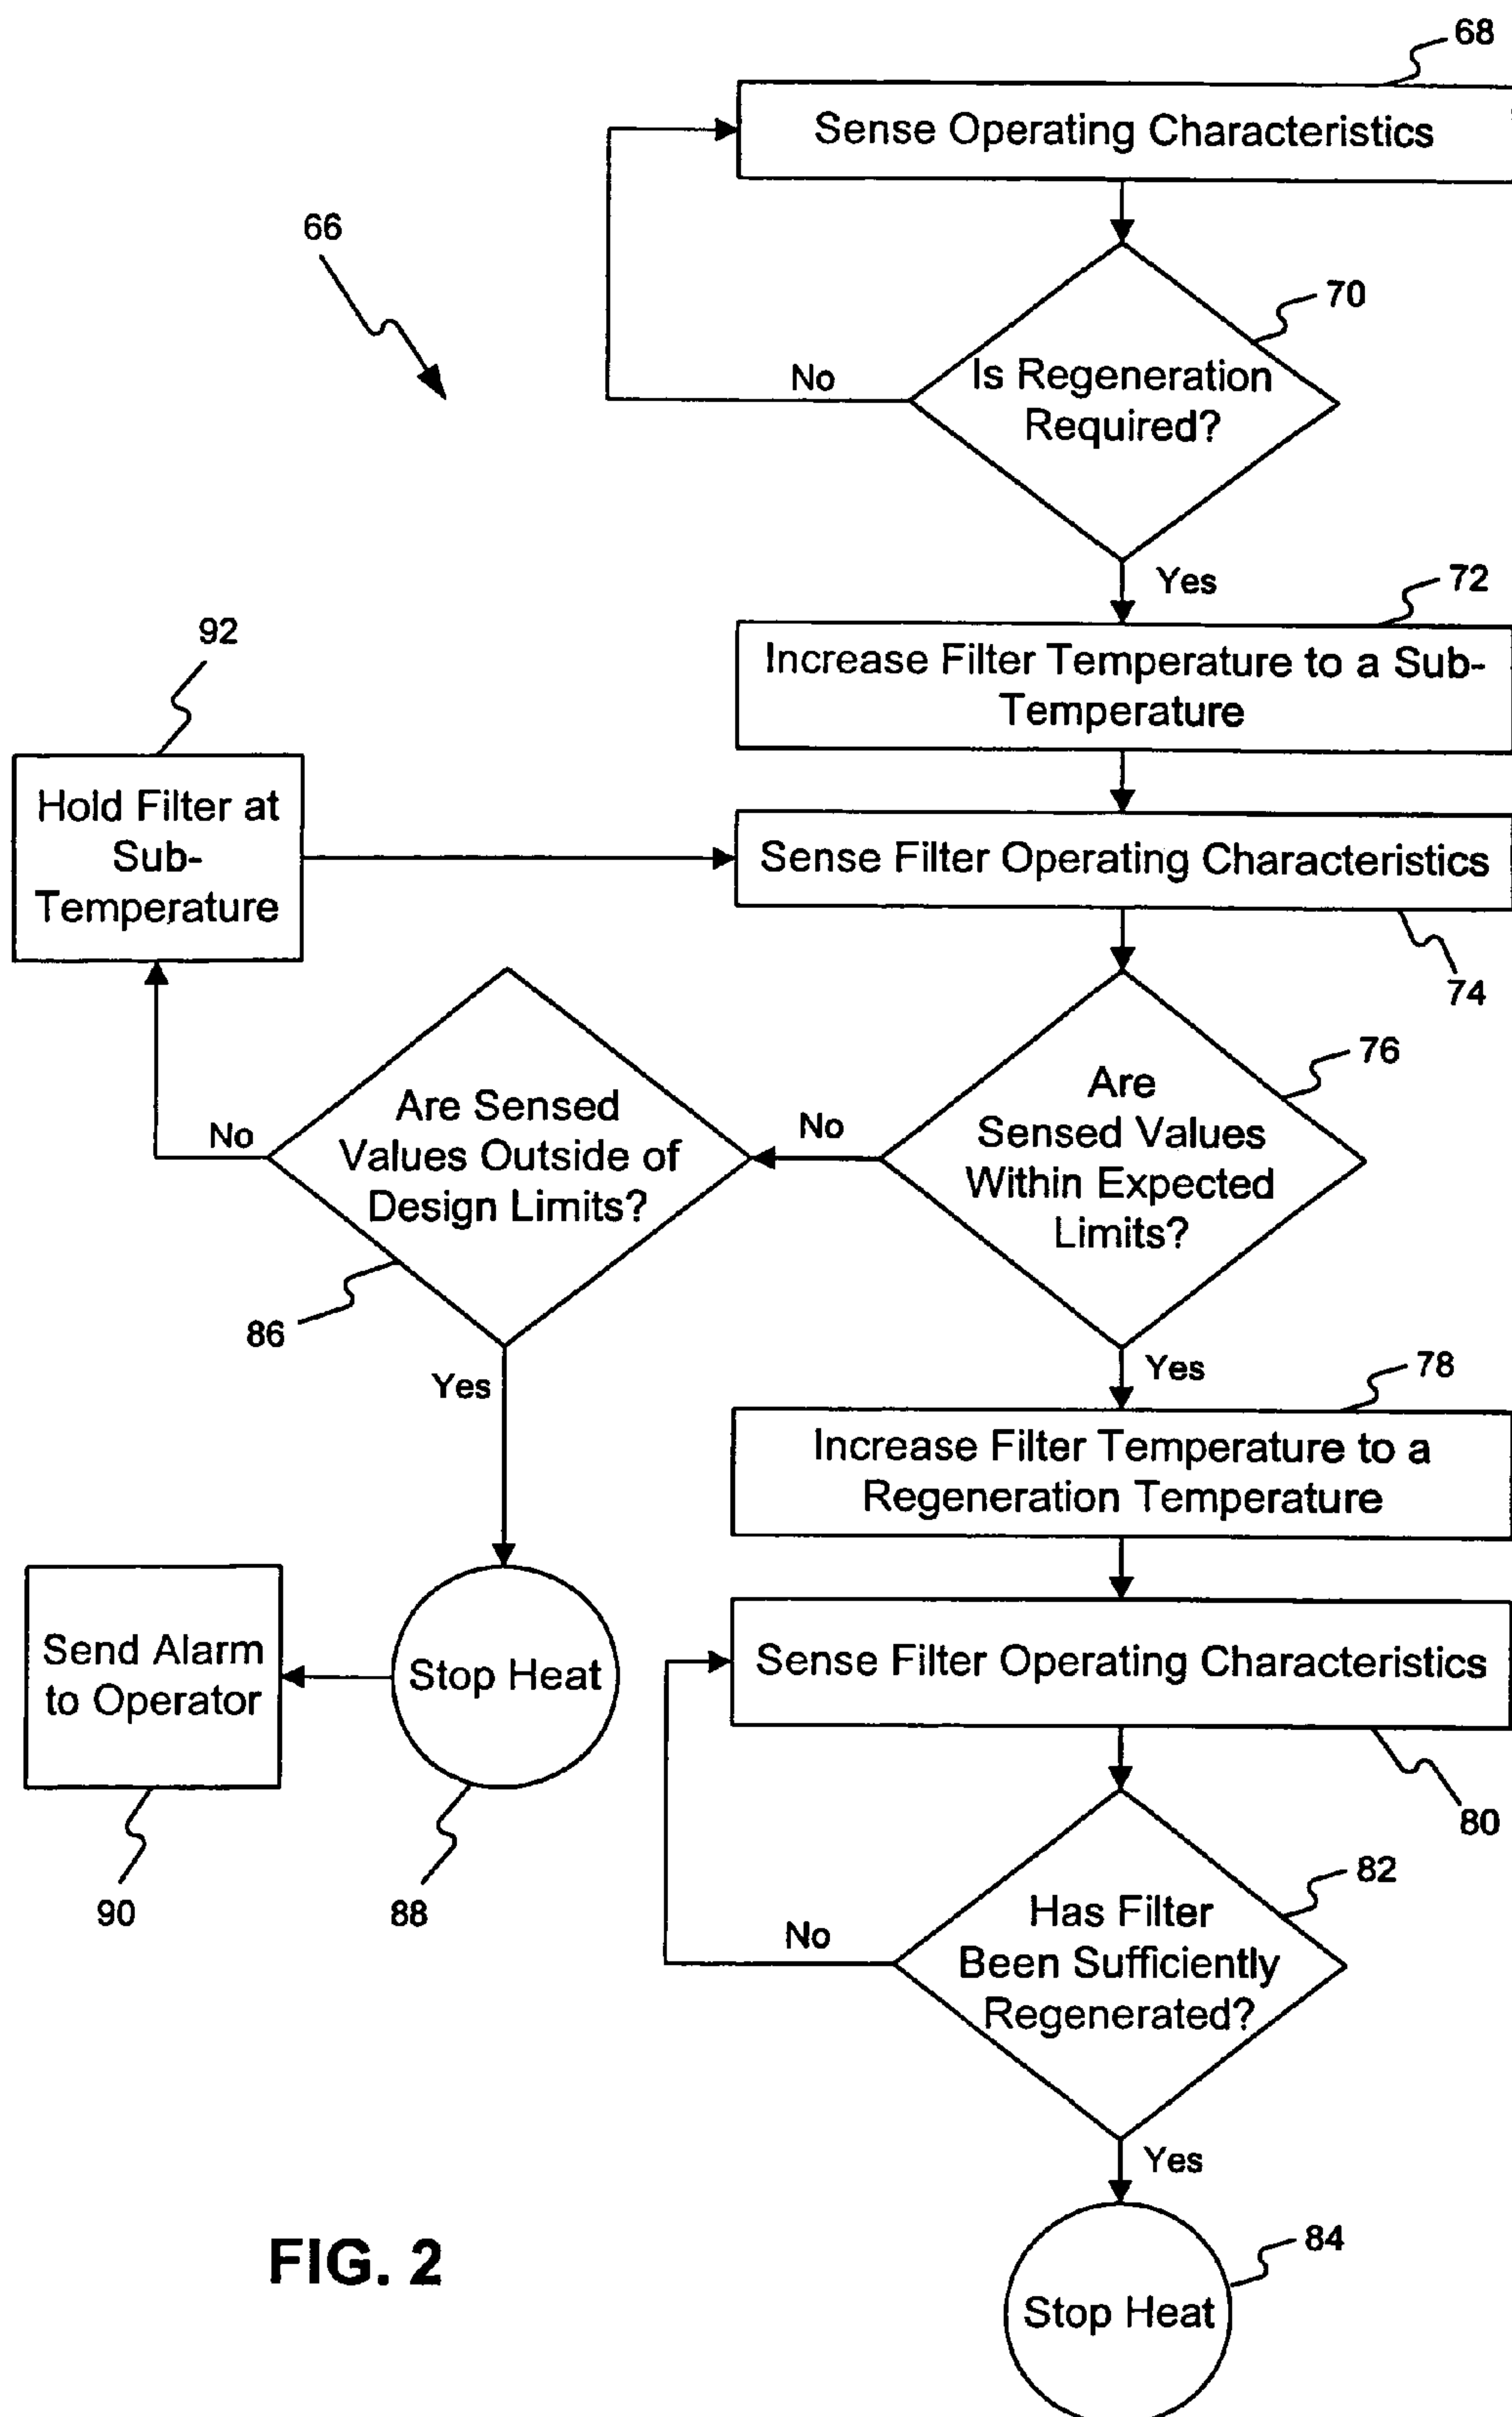 68
Sense Operating Characteristics
66
70
No
Is Regeneration
Required?
Yes
72
Increase Filter Temperature to a Sub-
Temperature
92
Hold Filter at
Sub-
Temperature
Sense Filter Operating Characteristics
74
76
Are
Sensed Values
Within Expected
Limits?
No
Are Sensed
Values Outside of
Design Limits?
No
86
Yes
Yes
78
Increase Filter Temperature to a
Regeneration Temperature
Send Alarm
to Operator
Stop Heat
Sense Filter Operating Characteristics
80
90
88
82
No
Has Filter
Been Sufficiently
Regenerated?
Yes
FIG. 2
84
Stop Heat